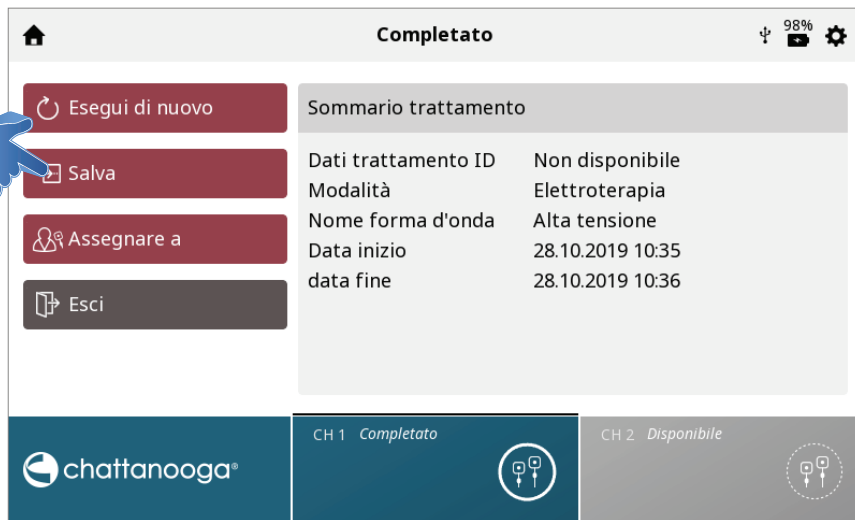 Completato
98%
Esegui di nuovo
Salva
Assegnare a
Esci
Sommario trattamento
Dati trattamento ID Non disponibile
Modalità Elettroterapia
Nome forma d'onda Alta tensione
Data inizio 28.10.2019 10:35
data fine 28.10.2019 10:36
chattanooga®
CH 1 Completato
CH 2 Disponibile